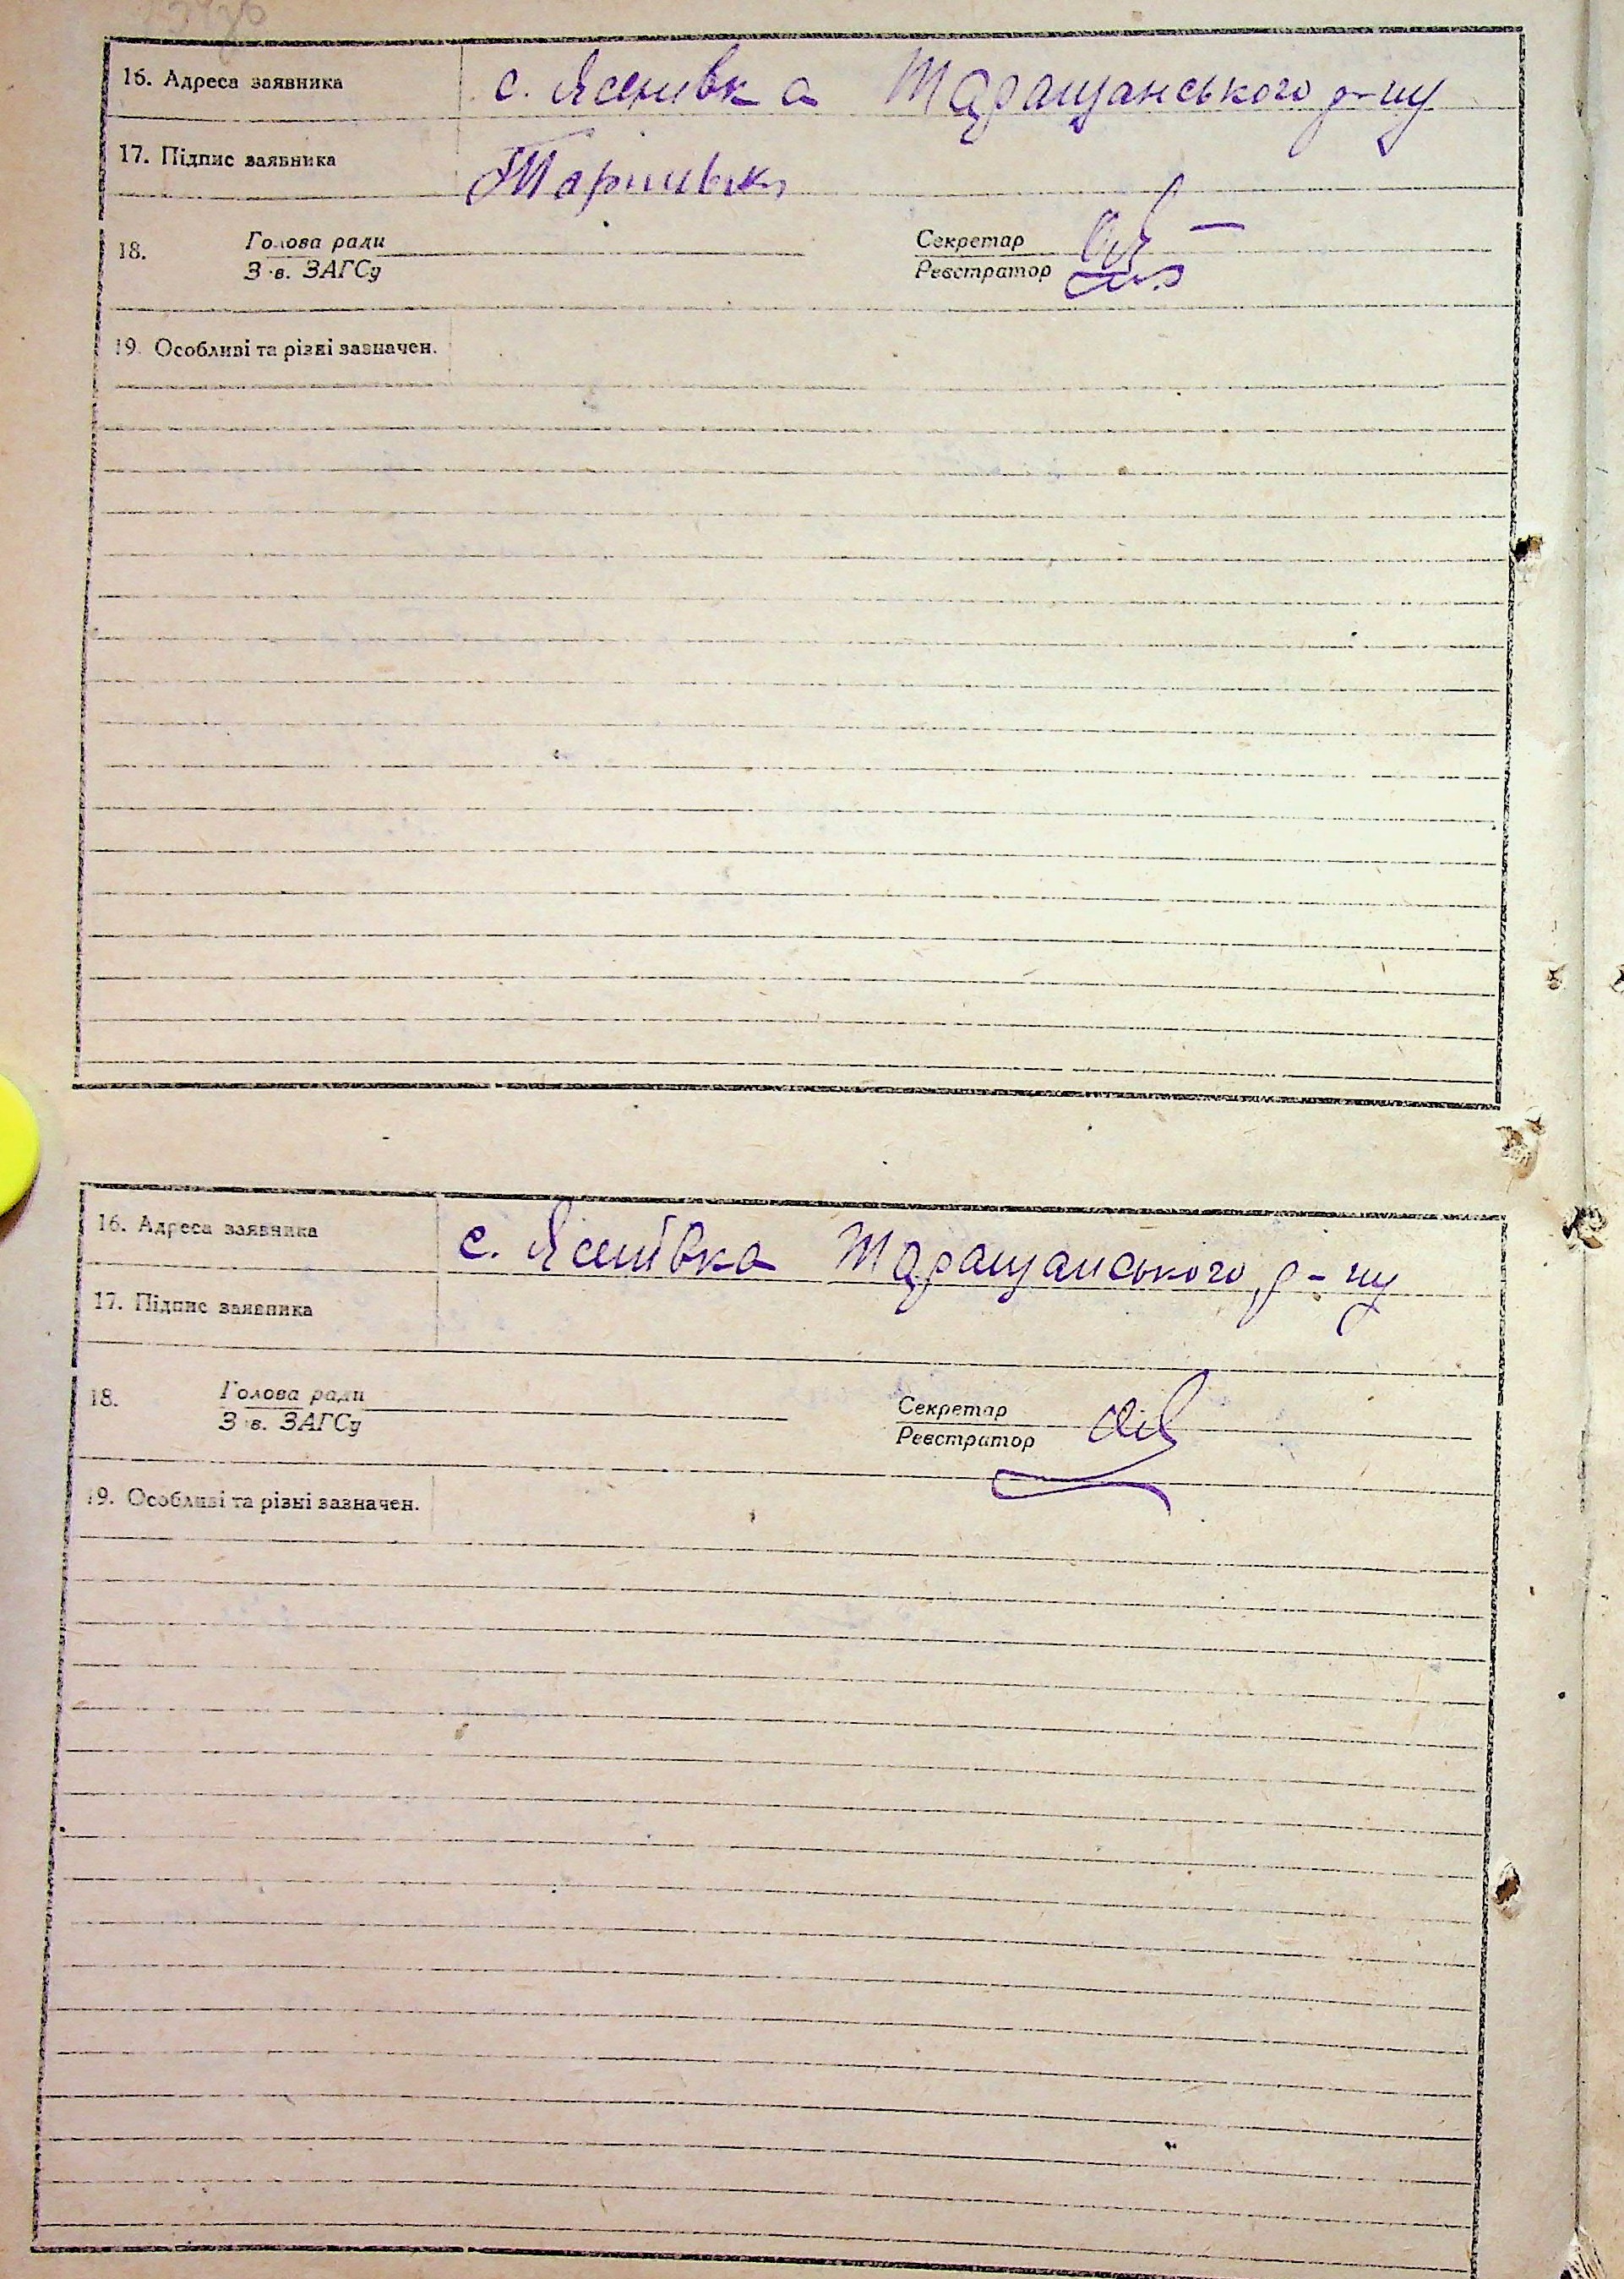 16. Адреса заявника с. Ясенивка Таращанського р-ну
17. Підпис заявника
18. Голова ради Секретар
З·в. ЗАГСу Реєстратор
19. Особливі та різні зазначен.
16. Адреса заявника с. Ясенівка Таращанського р-ну
17. Підпис заявника
18. Голова ради Секретар
З·в. ЗАГСу Реєстратор
19. Особливі та різні зазначен.